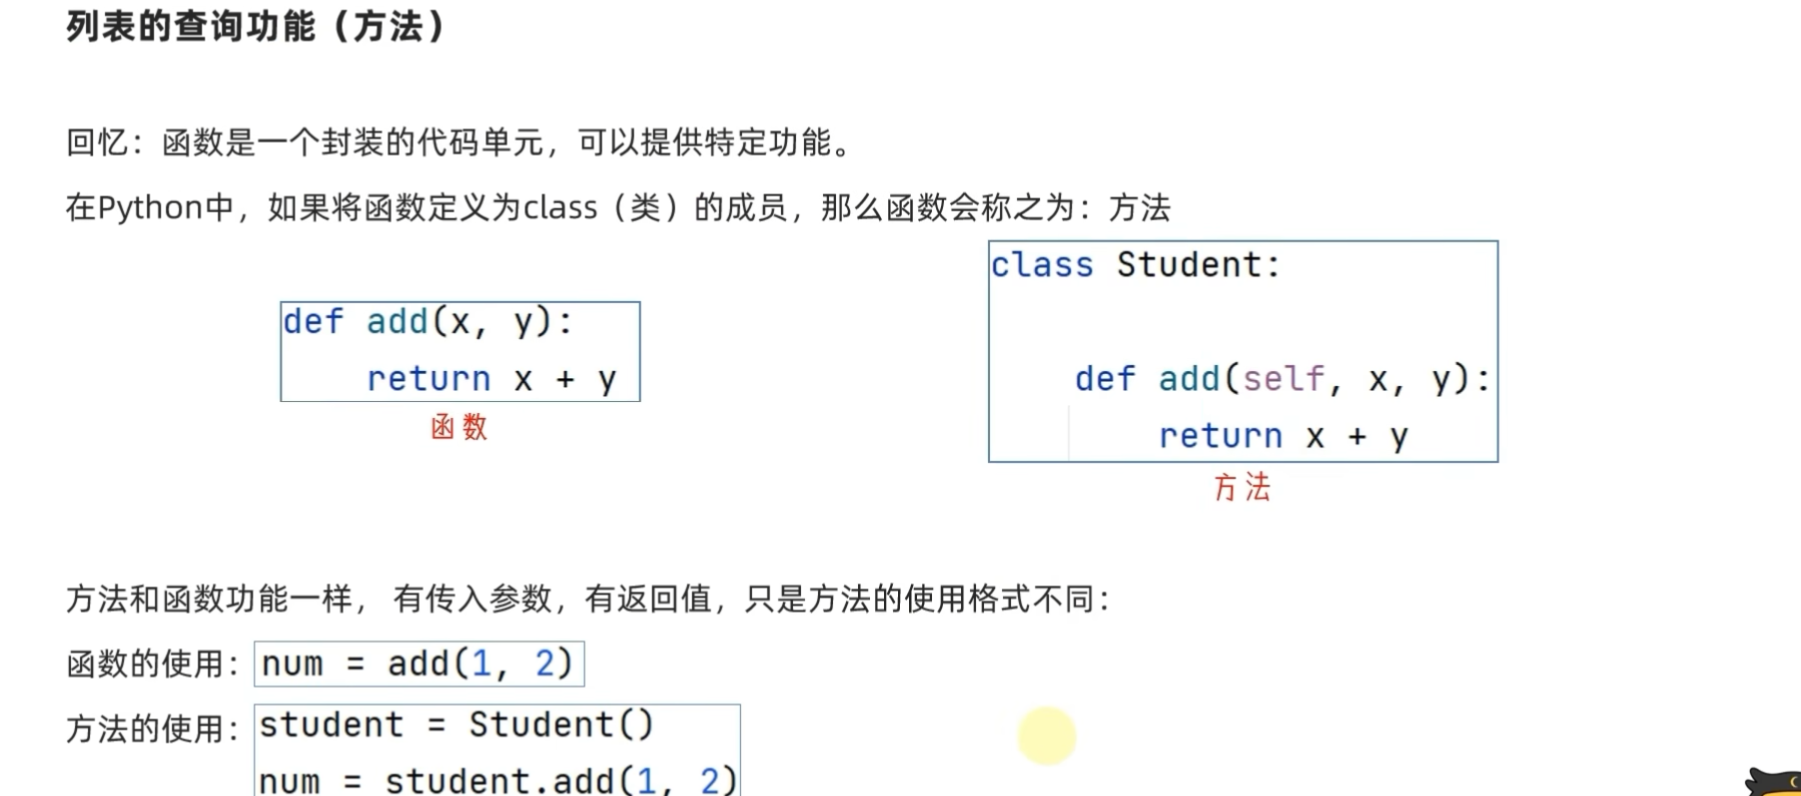 列表的查询功能（方法）
回忆：函数是一个封装的代码单元，可以提供特定功能。
在Python中，如果将函数定义为class（类）的成员，那么函数会称之为：方法
def add(x, y):
    return x + y
函数
class Student:
    def add(self, x, y):
        return x + y
方法
方法和函数功能一样， 有传入参数，有返回值，只是方法的使用格式不同：
函数的使用： num = add(1, 2)
方法的使用： student = Student()
num = student.add(1, 2)